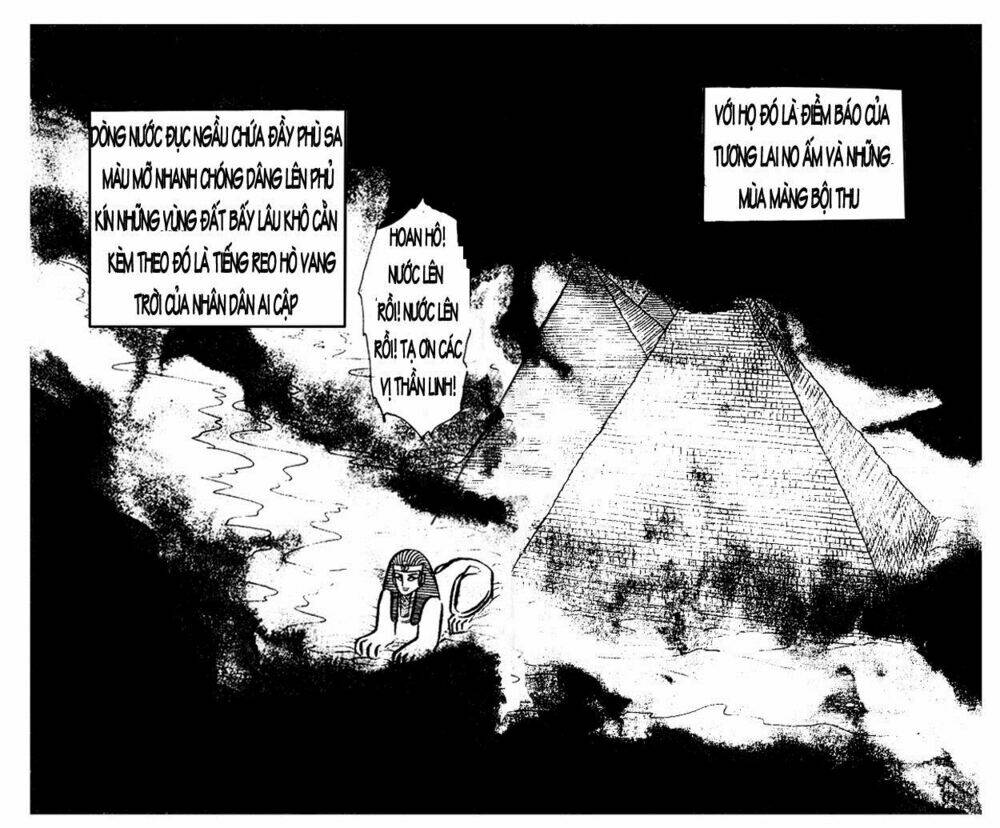 DÒNG NƯỚC ĐỤC NGẦU CHỨA ĐẦY PHÙ SA
MÀU MỠ NHANH CHÓNG DÂNG LÊN PHỦ
KÍN NHỮNG VÙNG ĐẤT BẤY LÂU KHÔ CẰN
KÈM THEO ĐÓ LÀ TIẾNG REO HÒ VANG
TRỜI CỦA NHÂN DÂN AI CẬP
HOAN HÔ!
NƯỚC LÊN
RỒI! NƯỚC LÊN
RỒI! TẠ ƠN CÁC
VỊ THẦN LINH!
VỚI HỌ ĐÓ LÀ ĐIỀM BÁO CỦA
TƯƠNG LAI NO ẤM VÀ NHỮNG
MÙA MÀNG BỘI THU